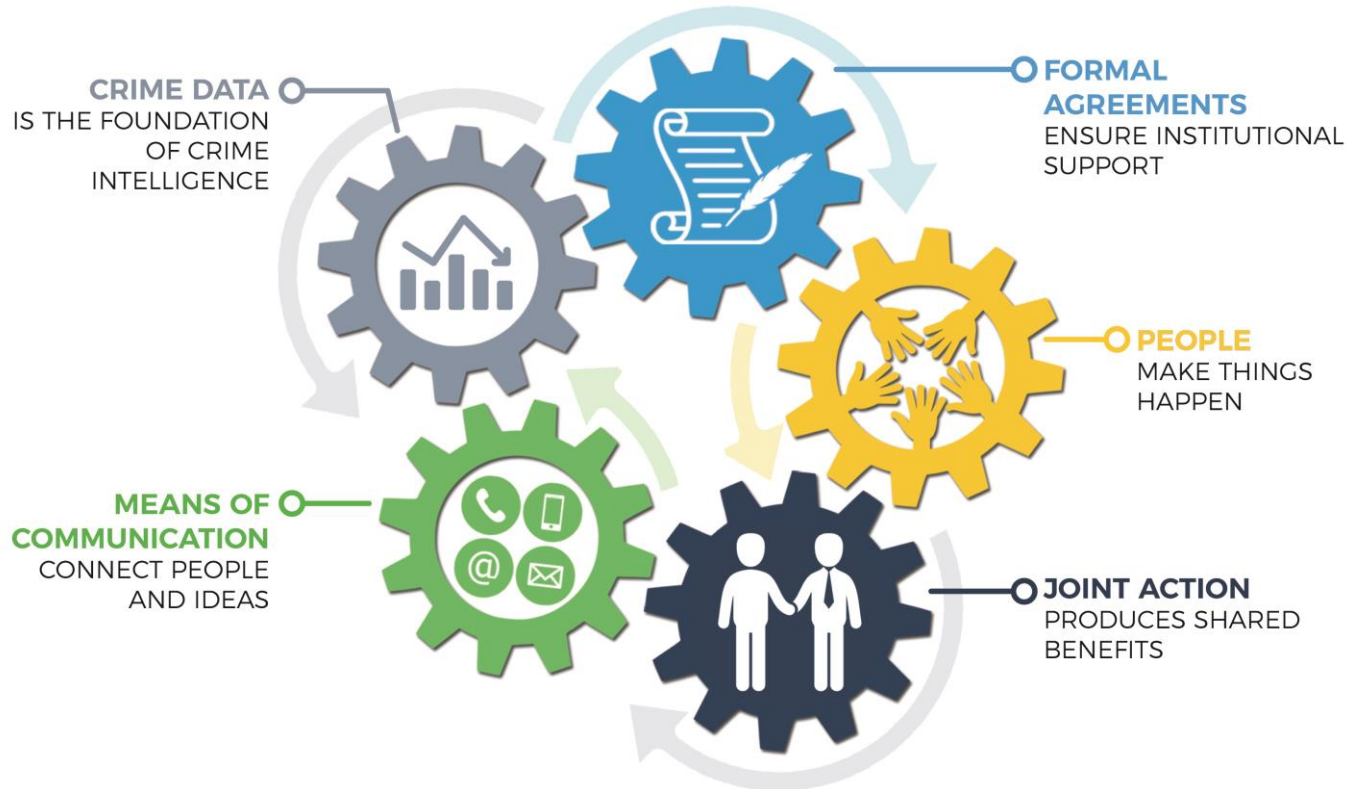 CRIME DATA
IS THE FOUNDATION
OF CRIME
INTELLIGENCE
FORMAL
AGREEMENTS
ENSURE INSTITUTIONAL
SUPPORT
PEOPLE
MAKE THINGS
HAPPEN
MEANS OF
COMMUNICATION
CONNECT PEOPLE
AND IDEAS
@
JOINT ACTION
PRODUCES SHARED
BENEFITS